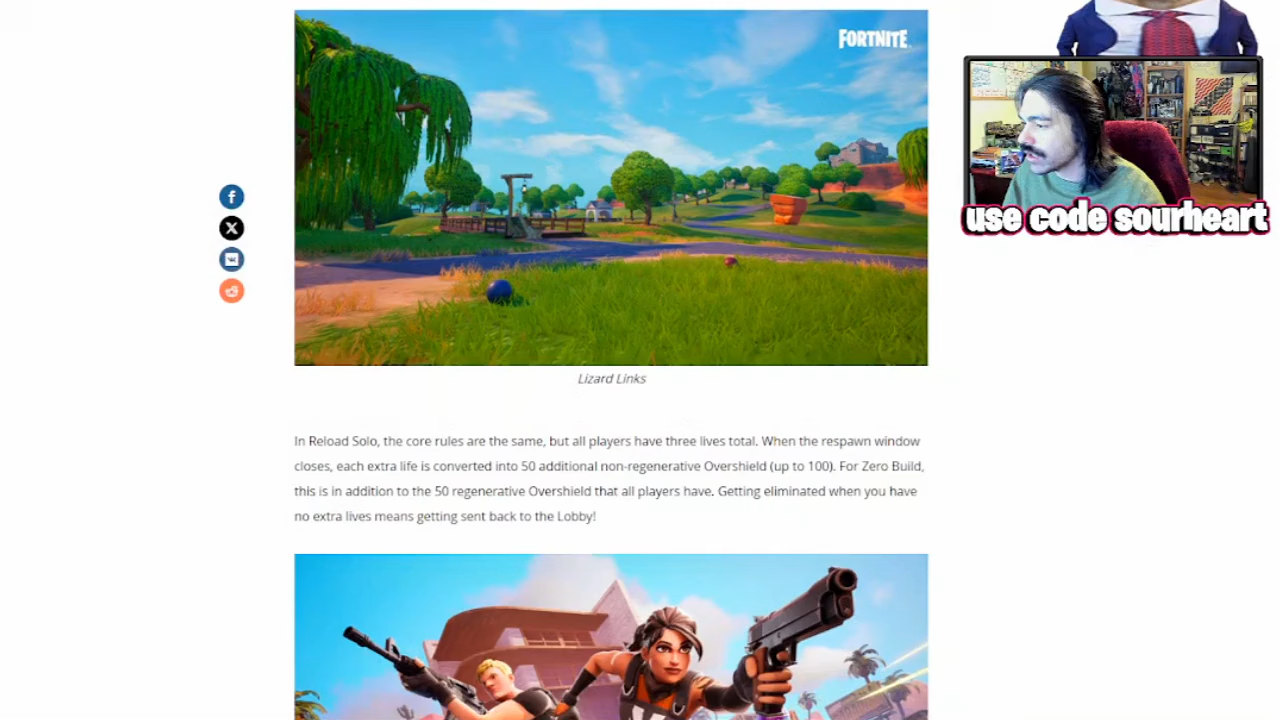 FORTNITE
use code sourheart
Lizard Links
In Reload Solo, the core rules are the same, but all players have three lives total. When the respawn window
closes, each extra life is converted into 50 additional non-regenerative Overshield (up to 100). For Zero Build,
this is in addition to the 50 regenerative Overshield that all players have. Getting eliminated when you have
no extra lives means getting sent back to the Lobby!